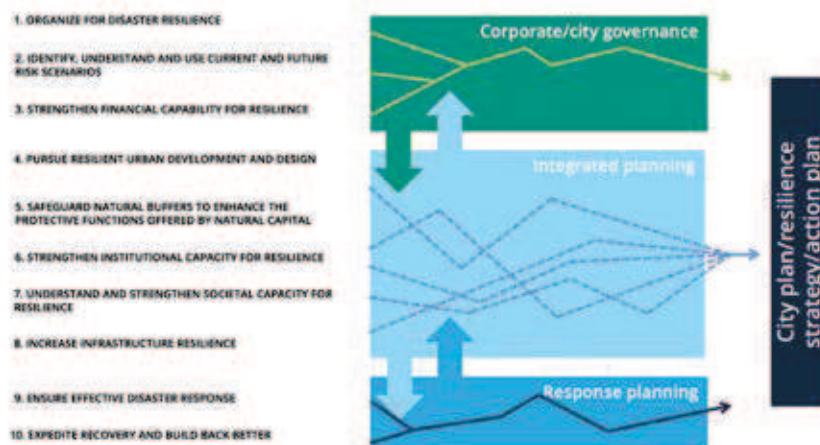 1. ORGANIZE FOR DISASTER RESILIENCE
2. IDENTIFY, UNDERSTAND AND USE CURRENT AND FUTURE
RISK SCENARIOS
3. STRENGTHEN FINANCIAL CAPABILITY FOR RESILIENCE
4. PURSUE RESILIENT URBAN DEVELOPMENT AND DESIGN
5. SAFEGUARD NATURAL BUFFERS TO ENHANCE THE
PROTECTIVE FUNCTIONS OFFERED BY NATURAL CAPITAL
6. STRENGTHEN INSTITUTIONAL CAPACITY FOR RESILIENCE
7. UNDERSTAND AND STRENGTHEN SOCIETAL CAPACITY FOR
RESILIENCE
8. INCREASE INFRASTRUCTURE RESILIENCE
9. ENSURE EFFECTIVE DISASTER RESPONSE
10. EXPEDITE RECOVERY AND BUILD BACK BETTER
Corporate/city governance
Integrated planning
Response planning
City plan/resilience
strategy/action plan